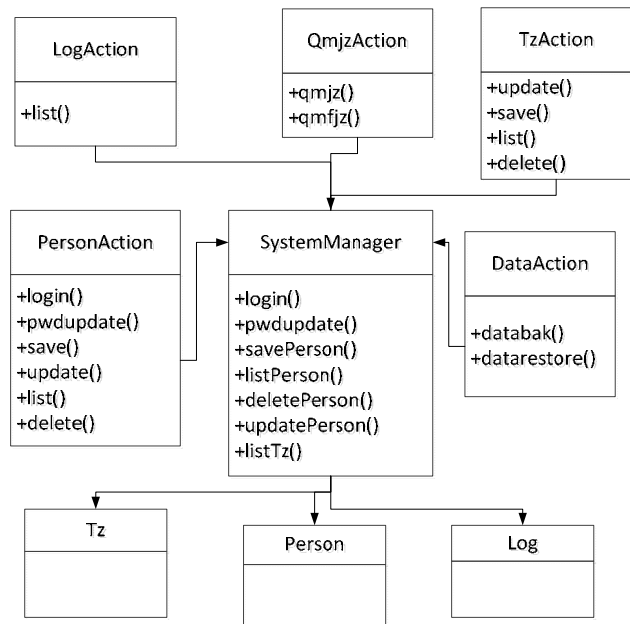 LogAction
+list()
QmjzAction
+qmjz()
+qmfjz()
TzAction
+update()
+save()
+list()
+delete()
PersonAction
+login()
+pwdupdate()
+save()
+update()
+list()
+delete()
SystemManager
+login()
+pwdupdate()
+savePerson()
+listPerson()
+deletePerson()
+updatePerson()
+listTz()
DataAction
+databak()
+datarestore()
Tz
Person
Log